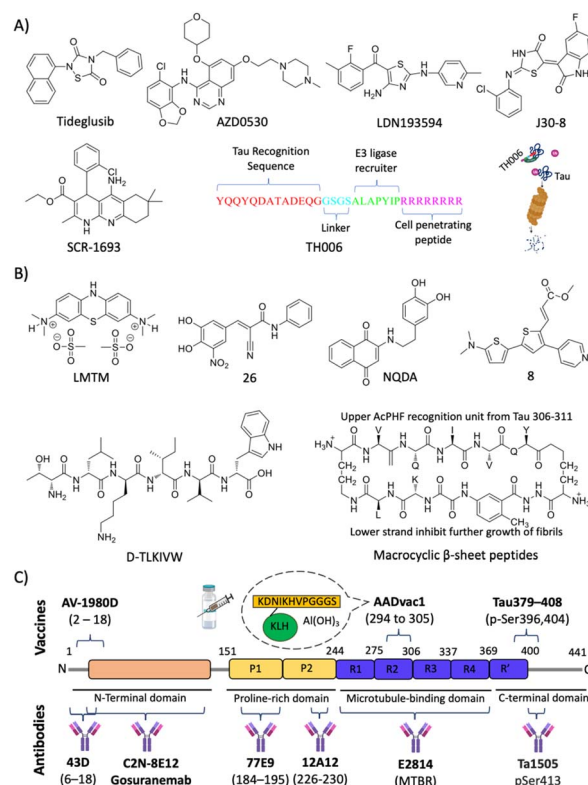 A)
Tideglusib
AZD0530
LDN193594
J30-8
SCR-1693
Tau Recognition
Sequence
E3 ligase
recruiter
YQQYQDATADEQGGSGSALAPYIPRRRRRRRR
Linker
Cell penetrating
peptide
TH006
TH006
Tau
B)
LMTM
26
NQDA
8
D-TLKIVW
Upper AcPHF recognition unit from Tau 306-311
Lower strand inhibit further growth of fibrils
Macrocyclic β-sheet peptides
C)
Vaccines
AV-1980D
(2 – 18)
KDNIKHVPGGGS
KLH
Al(OH)3
AADvac1
(294 to 305)
Tau379–408
(p-Ser396,404)
1
151
244
275
306
337
369
400
441
N
P1
P2
R1
R2
R3
R4
R’
C
N-Terminal domain
Proline-rich domain
Microtubule-binding domain
C-terminal domain
Antibodies
43D
(6–18)
C2N-8E12
Gosuranemab
77E9
(184–195)
12A12
(226-230)
E2814
(MTBR)
Ta1505
pSer413